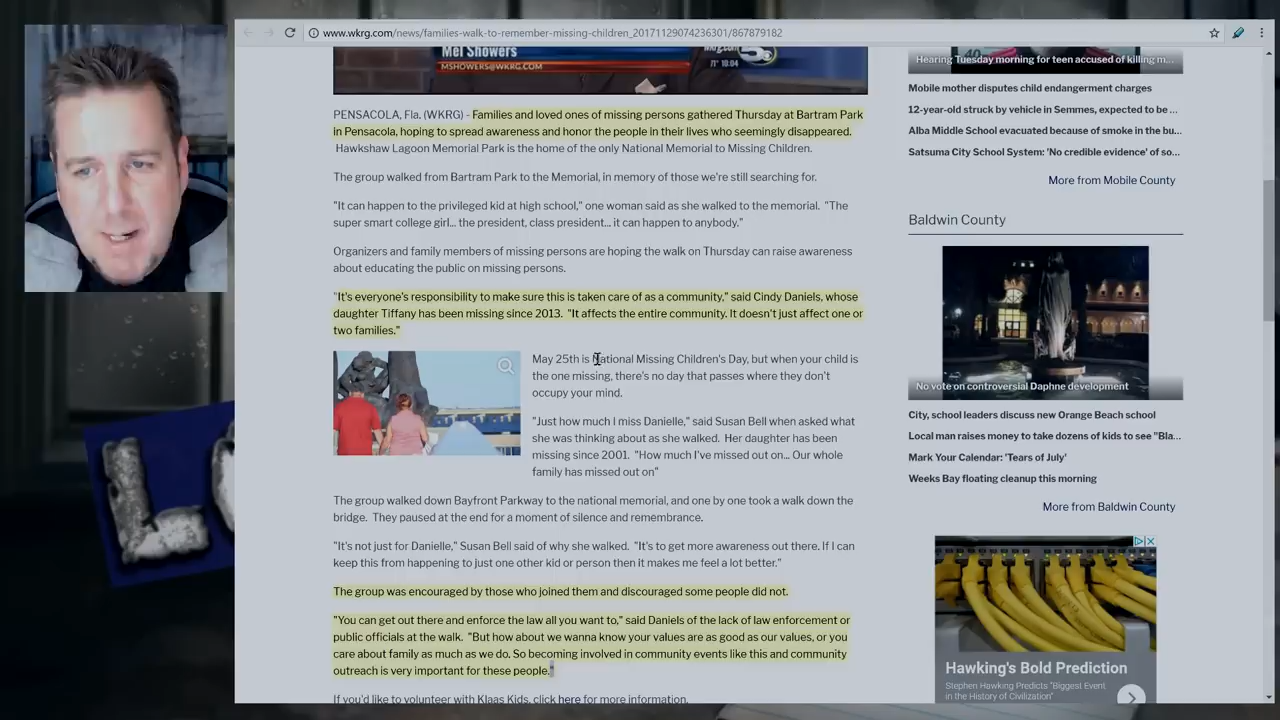 www.wkrg.com/news/families-walk-to-remember-missing-children_20171129074236301/867879182
Mel Showers
MSHOWERS@WKRG.COM
71° 10:04
PENSACOLA, Fla. (WKRG) - Families and loved ones of missing persons gathered Thursday at Bartram Park
in Pensacola, hoping to spread awareness and honor the people in their lives who seemingly disappeared.
Hawkshaw Lagoon Memorial Park is the home of the only National Memorial to Missing Children.
The group walked from Bartram Park to the Memorial, in memory of those we're still searching for.
"It can happen to the privileged kid at high school," one woman said as she walked to the memorial. "The
super smart college girl... the president, class president... it can happen to anybody."
Organizers and family members of missing persons are hoping the walk on Thursday can raise awareness
about educating the public on missing persons.
"It's everyone's responsibility to make sure this is taken care of as a community," said Cindy Daniels, whose
daughter Tiffany has been missing since 2013. "It affects the entire community. It doesn't just affect one or
two families."
May 25th is National Missing Children's Day, but when your child is
the one missing, there's no day that passes where they don't
occupy your mind.
"Just how much I miss Danielle," said Susan Bell when asked what
she was thinking about as she walked. Her daughter has been
missing since 2001. "How much I've missed out on... Our whole
family has missed out on"
The group walked down Bayfront Parkway to the national memorial, and one by one took a walk down the
bridge. They paused at the end for a moment of silence and remembrance.
"It's not just for Danielle," Susan Bell said of why she walked. "It's to get more awareness out there. If I can
keep this from happening to just one other kid or person then it makes me feel a lot better."
The group was encouraged by those who joined them and discouraged some people did not.
"You can get out there and enforce the law all you want to," said Daniels of the lack of law enforcement or
public officials at the walk. "But how about we wanna know your values are as good as our values, or you
care about family as much as we do. So becoming involved in community events like this and community
outreach is very important for these people."
If you'd like to volunteer with Klaas Kids, click here for more information.
Hearing Tuesday morning for teen accused of killing m...
Mobile mother disputes child endangerment charges
12-year-old struck by vehicle in Semmes, expected to be ...
Alba Middle School evacuated because of smoke in the bu...
Satsuma City School System: 'No credible evidence' of so...
More from Mobile County
Baldwin County
No vote on controversial Daphne development
City, school leaders discuss new Orange Beach school
Local man raises money to take dozens of kids to see "Bla...
Mark Your Calendar: 'Tears of July'
Weeks Bay floating cleanup this morning
More from Baldwin County
Hawking's Bold Prediction
Stephen Hawking Predicts "Biggest Event
in the History of Civilization"